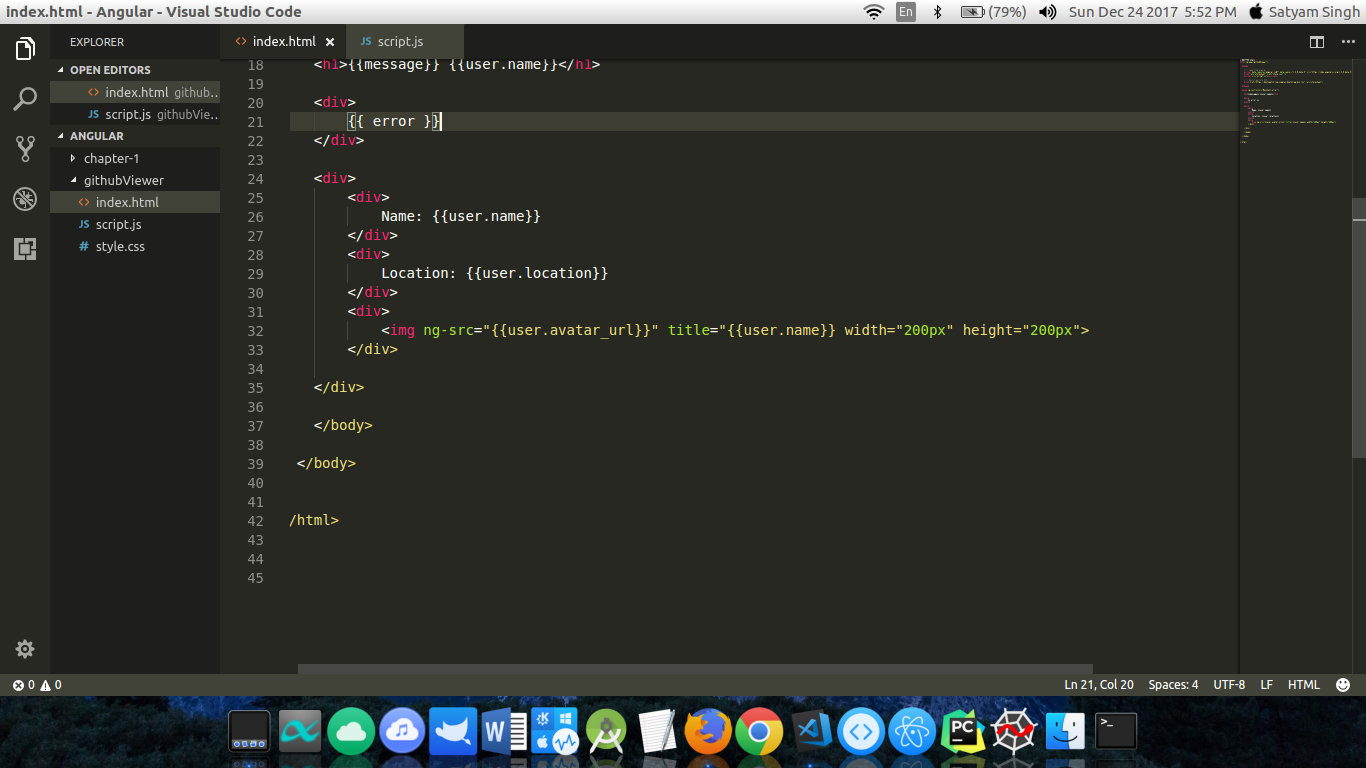 index.html - Angular - Visual Studio Code
En
(79%)
Sun Dec 24 2017 5:52 PM
Satyam Singh
EXPLORER
OPEN EDITORS
index.html github..
script.js githubVie..
ANGULAR
chapter-1
githubViewer
index.html
JS script.js
# style.css
<> index.html ×
JS script.js
18 <h1>{{message}} {{user.name}}</h1>
19
20 <div>
21 {{ error }}
22 </div>
23
24 <div>
25 <div>
26 Name: {{user.name}}
27 </div>
28 <div>
29 Location: {{user.location}}
30 </div>
31 <div>
32 <img ng-src="{{user.avatar_url}}" title="{{user.name}} width="200px" height="200px">
33 </div>
34
35 </div>
36
37 </body>
38
39 </body>
40
41
42 /html>
43
44
45
0 0
Ln 21, Col 20
Spaces: 4
UTF-8
LF
HTML
W
PC
>_